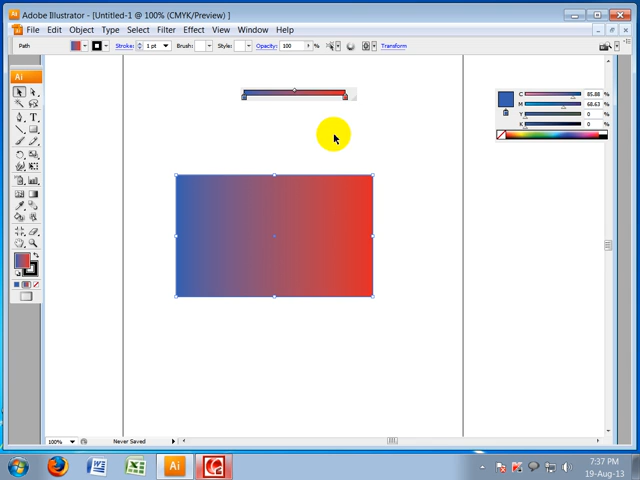 Adobe Illustrator - [Untitled-1 @ 100% (CMYK/Preview) ]
File Edit Object Type Select Filter Effect View Window Help
Path Stroke: 1 pt Brush: Style: Opacity: 100 % Transform
Ai
C 85.88 %
M 68.63 %
Y 0 %
K 0 %
100% Never Saved
Ai 7:37 PM
19-Aug-13